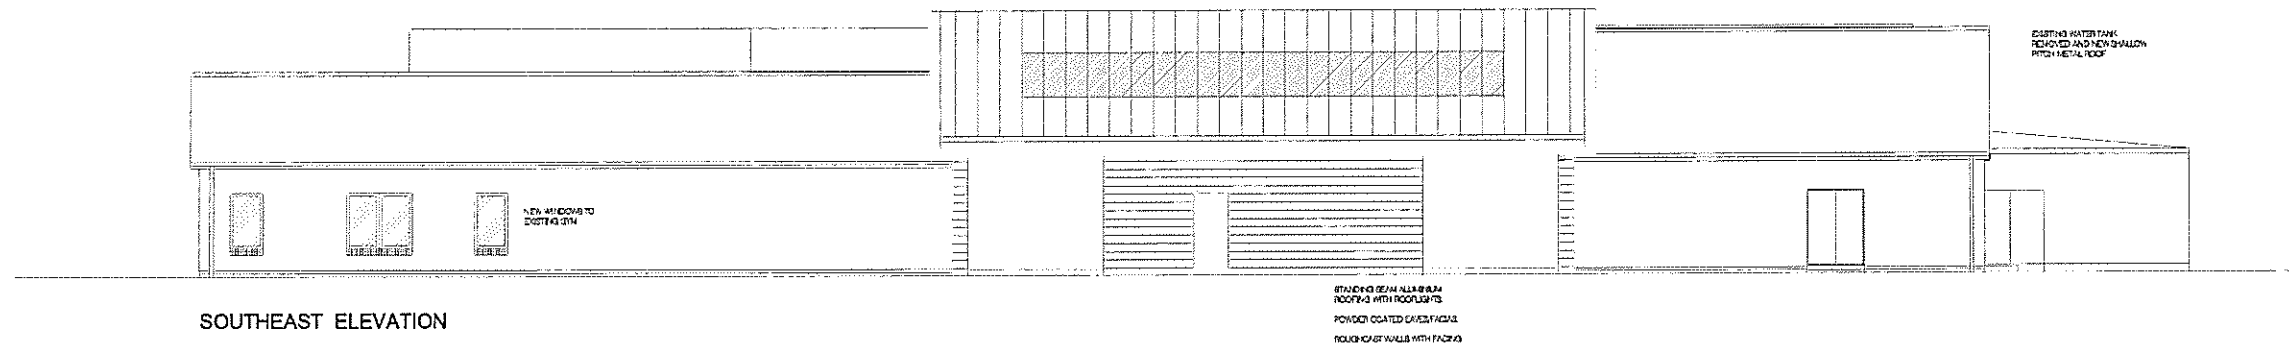 EXISTING WATER TANK
REMOVED AND NEW SHALLOW
PITCH METAL ROOF
NEW WINDOWS TO
EXISTING GYM
STANDING SEAM ALUMINIUM
ROOFING WITH ROOFLIGHTS
POWDER COATED EAVES/FACIAS
ROUGHCAST WALLS WITH FACING
SOUTHEAST ELEVATION